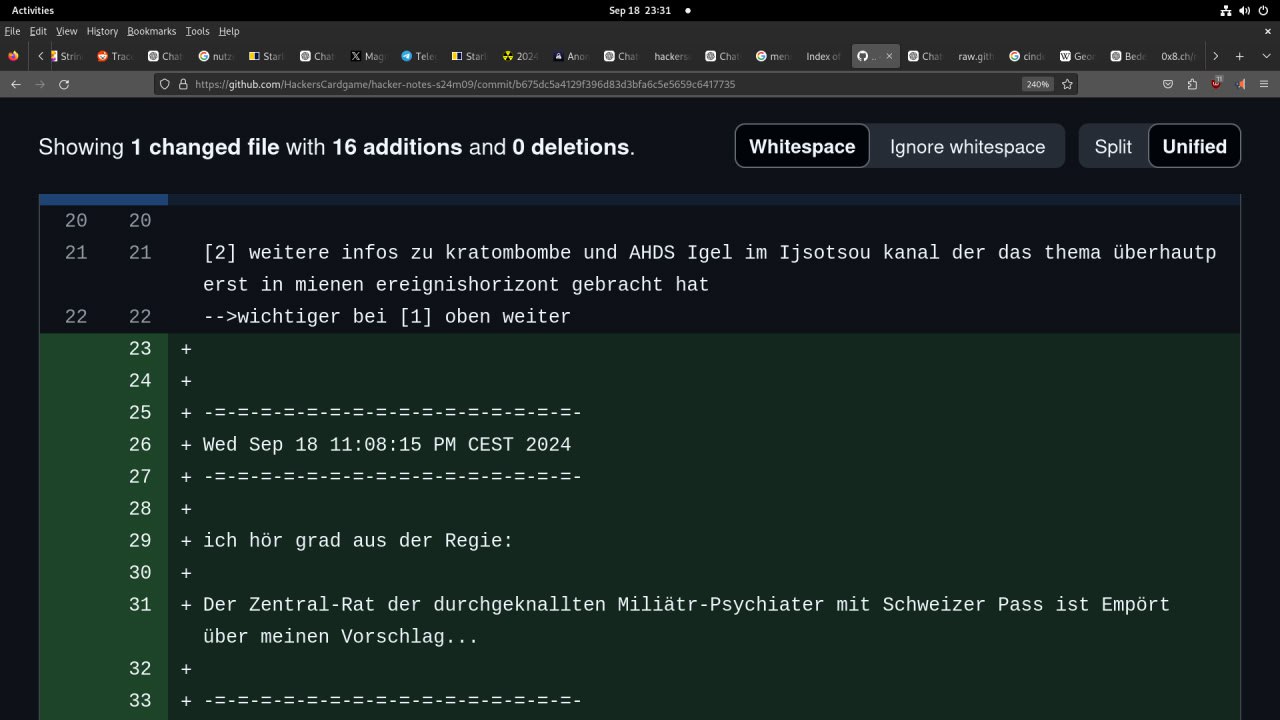 Activities
Sep 18 23:31
File Edit View History Bookmarks Tools Help
String
Trace
Chat
nutze
Starl
Chat
Mag
Tele
Starl
2024
Anon
Chat
hackers
Chat
men
Index of
..
Chat
raw.gith
cind
Geor
Bede
0x8.ch/
https://github.com/HackersCardgame/hacker-notes-s24m09/commit/b675dc5a4129f396d83d3bfa6c5e5659c6417735
240%
Showing 1 changed file with 16 additions and 0 deletions.
Whitespace Ignore whitespace Split Unified
20 20
21 21 [2] weitere infos zu kratombombe und AHDS Igel im Ijsotsou kanal der das thema überhautp
erst in mienen ereignishorizont gebracht hat
22 22 -->wichtiger bei [1] oben weiter
23 +
24 +
25 + -=-=-=-=-=-=-=-=-=-=-=-=-=-=-=-=-
26 + Wed Sep 18 11:08:15 PM CEST 2024
27 + -=-=-=-=-=-=-=-=-=-=-=-=-=-=-=-=-
28 +
29 + ich hör grad aus der Regie:
30 +
31 + Der Zentral-Rat der durchgeknallten Miliätr-Psychiater mit Schweizer Pass ist Empört
über meinen Vorschlag...
32 +
33 + -=-=-=-=-=-=-=-=-=-=-=-=-=-=-=-=-